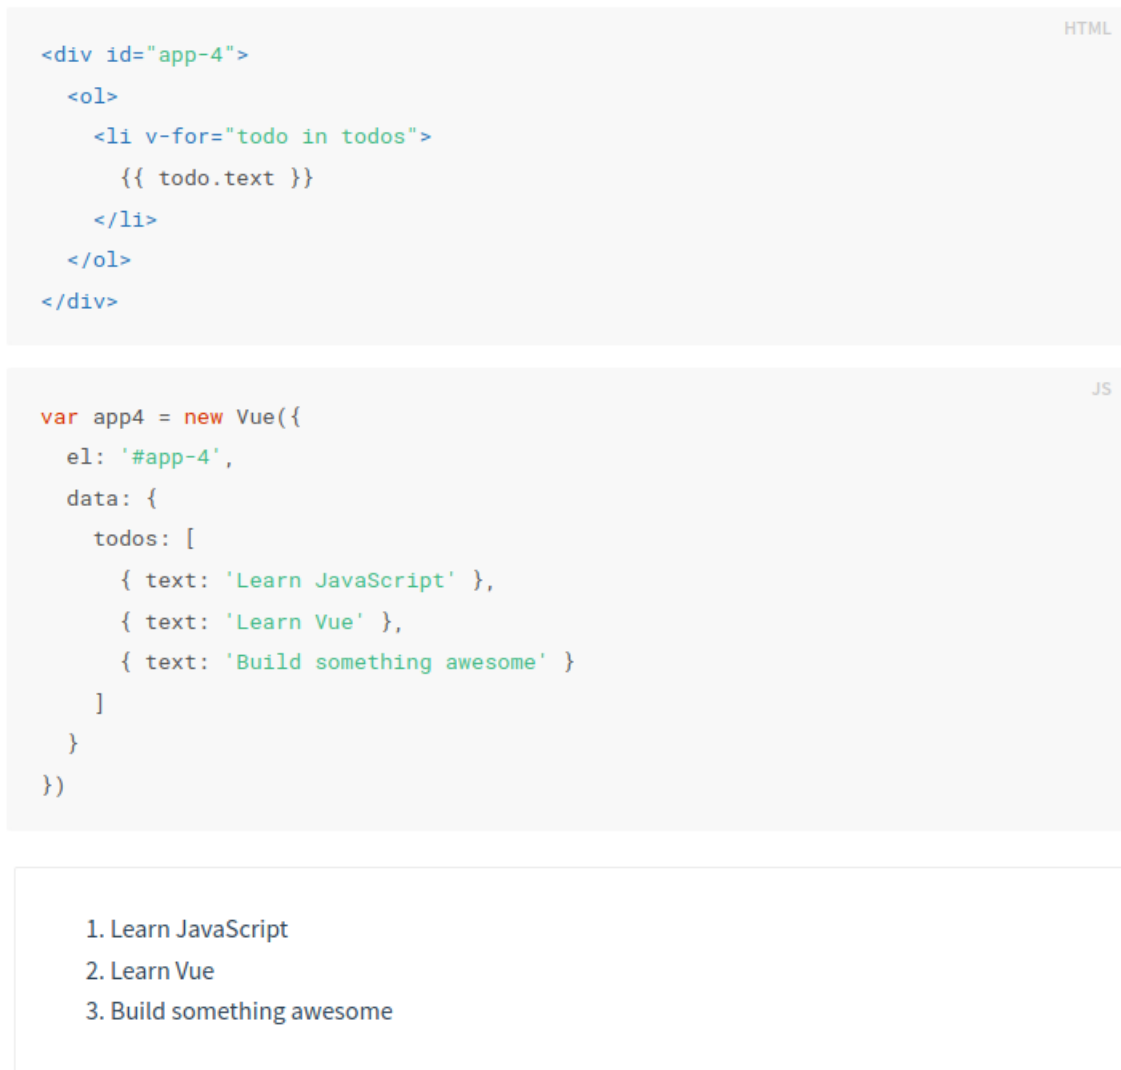 HTML
<div id="app-4">
  <ol>
    <li v-for="todo in todos">
      {{ todo.text }}
    </li>
  </ol>
</div>
JS
var app4 = new Vue({
  el: '#app-4',
  data: {
    todos: [
      { text: 'Learn JavaScript' },
      { text: 'Learn Vue' },
      { text: 'Build something awesome' }
    ]
  }
})
1. Learn JavaScript
2. Learn Vue
3. Build something awesome